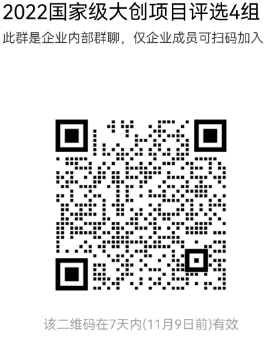 2022国家级大创项目评选4组
此群是企业内部群聊，仅企业成员可扫码加入
该二维码在7天内(11月9日前)有效